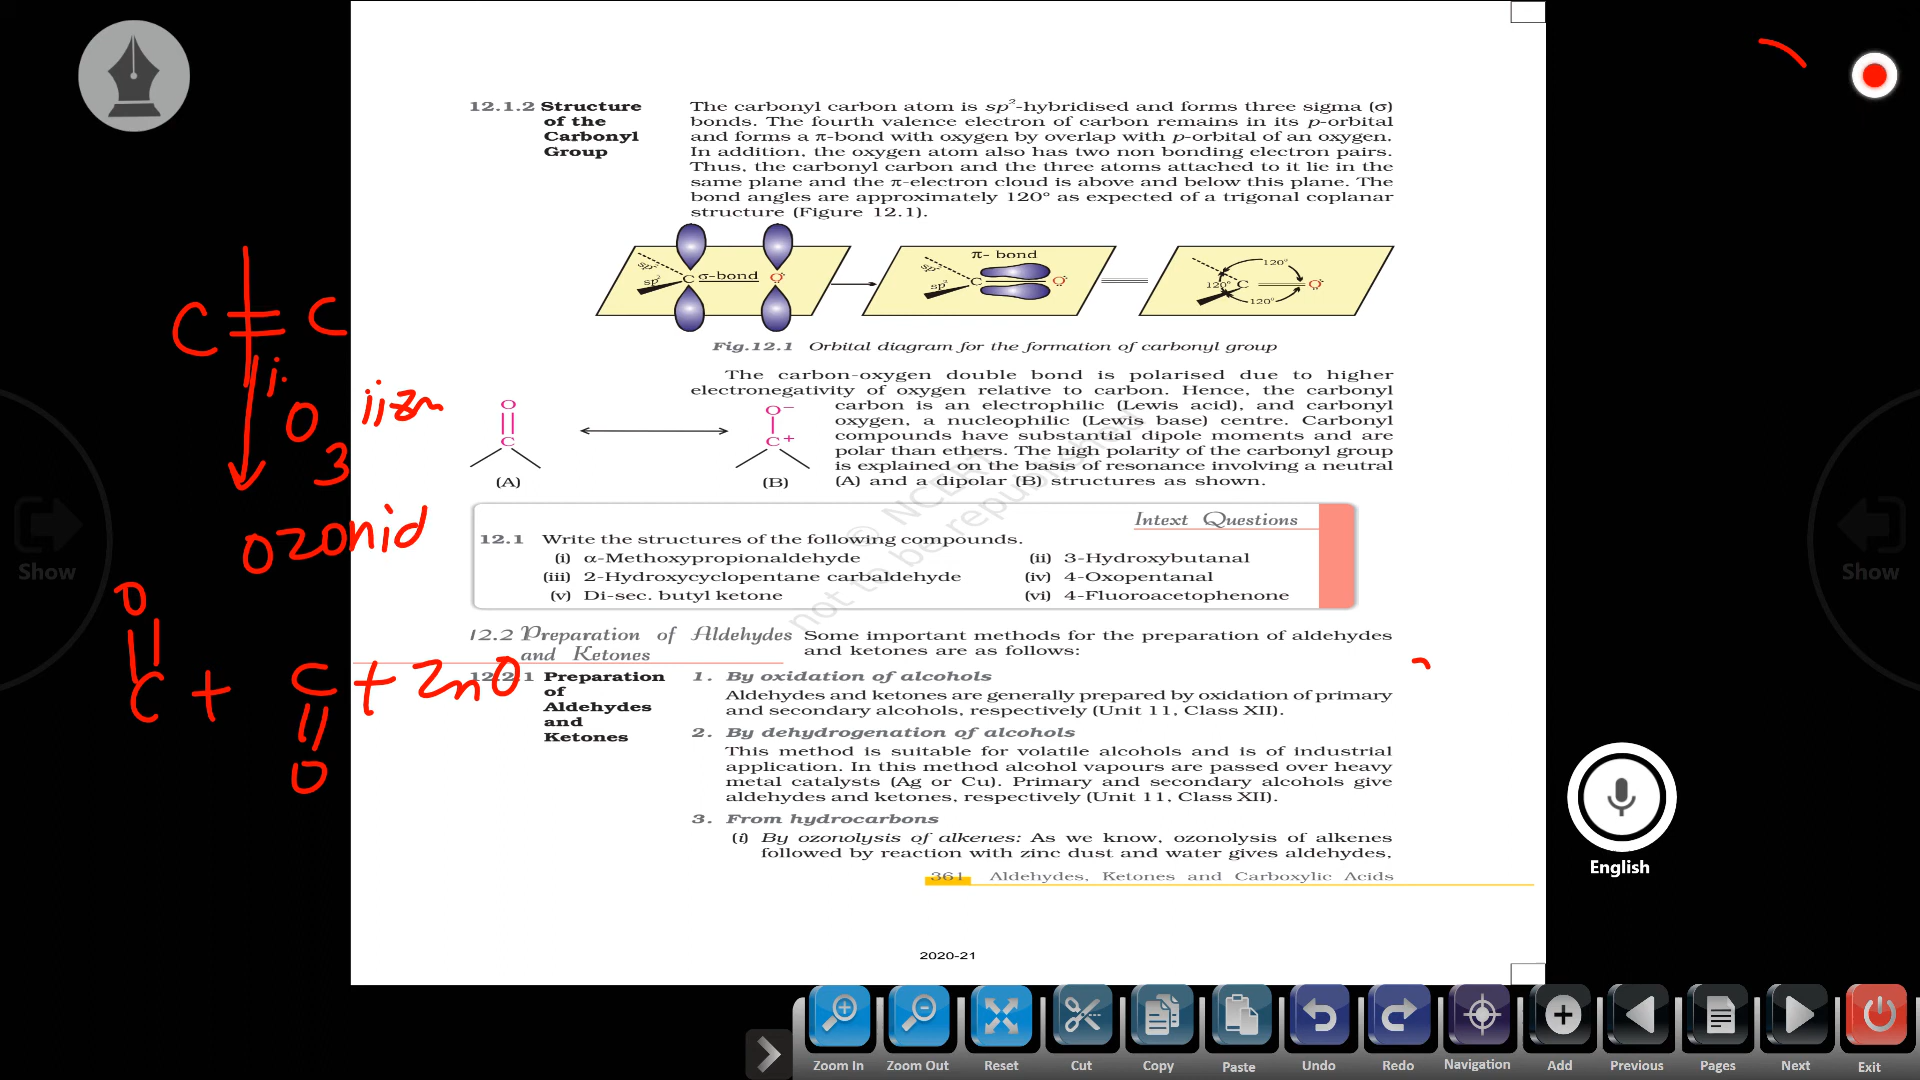 12.1.2 Structure of the Carbonyl Group
The carbonyl carbon atom is sp²-hybridised and forms three sigma (σ)
bonds. The fourth valence electron of carbon remains in its p-orbital
and forms a π-bond with oxygen by overlap with p-orbital of an oxygen.
In addition, the oxygen atom also has two non bonding electron pairs.
Thus, the carbonyl carbon and the three atoms attached to it lie in the
same plane and the π-electron cloud is above and below this plane. The
bond angles are approximately 120° as expected of a trigonal coplanar
structure (Figure 12.1).
sp²
sp²
C σ-bond O
π- bond
sp²
sp²
C O
120°
120° C O
120°
Fig.12.1 Orbital diagram for the formation of carbonyl group
The carbon-oxygen double bond is polarised due to higher
electronegativity of oxygen relative to carbon. Hence, the carbonyl
carbon is an electrophilic (Lewis acid), and carbonyl
oxygen, a nucleophilic (Lewis base) centre. Carbonyl
compounds have substantial dipole moments and are
polar than ethers. The high polarity of the carbonyl group
is explained on the basis of resonance involving a neutral
(A) and a dipolar (B) structures as shown.
O
C
(A)
O⁻
C⁺
(B)
© NCERT
not to be republished
Intext Questions
12.1 Write the structures of the following compounds.
(i) α-Methoxypropionaldehyde (ii) 3-Hydroxybutanal
(iii) 2-Hydroxycyclopentane carbaldehyde (iv) 4-Oxopentanal
(v) Di-sec. butyl ketone (vi) 4-Fluoroacetophenone
12.2 Preparation of Aldehydes
and Ketones
Some important methods for the preparation of aldehydes
and ketones are as follows:
12.2.1 Preparation of Aldehydes and Ketones
1. By oxidation of alcohols
Aldehydes and ketones are generally prepared by oxidation of primary
and secondary alcohols, respectively (Unit 11, Class XII).
2. By dehydrogenation of alcohols
This method is suitable for volatile alcohols and is of industrial
application. In this method alcohol vapours are passed over heavy
metal catalysts (Ag or Cu). Primary and secondary alcohols give
aldehydes and ketones, respectively (Unit 11, Class XII).
3. From hydrocarbons
(i) By ozonolysis of alkenes: As we know, ozonolysis of alkenes
followed by reaction with zinc dust and water gives aldehydes,
361 Aldehydes, Ketones and Carboxylic Acids
2020-21
C = C
i. O3 ii Zn
ozonid
O
C + C + ZnO
O
Show
Show
English
Zoom In Zoom Out Reset Cut Copy Paste Undo Redo Navigation Add Previous Pages Next Exit